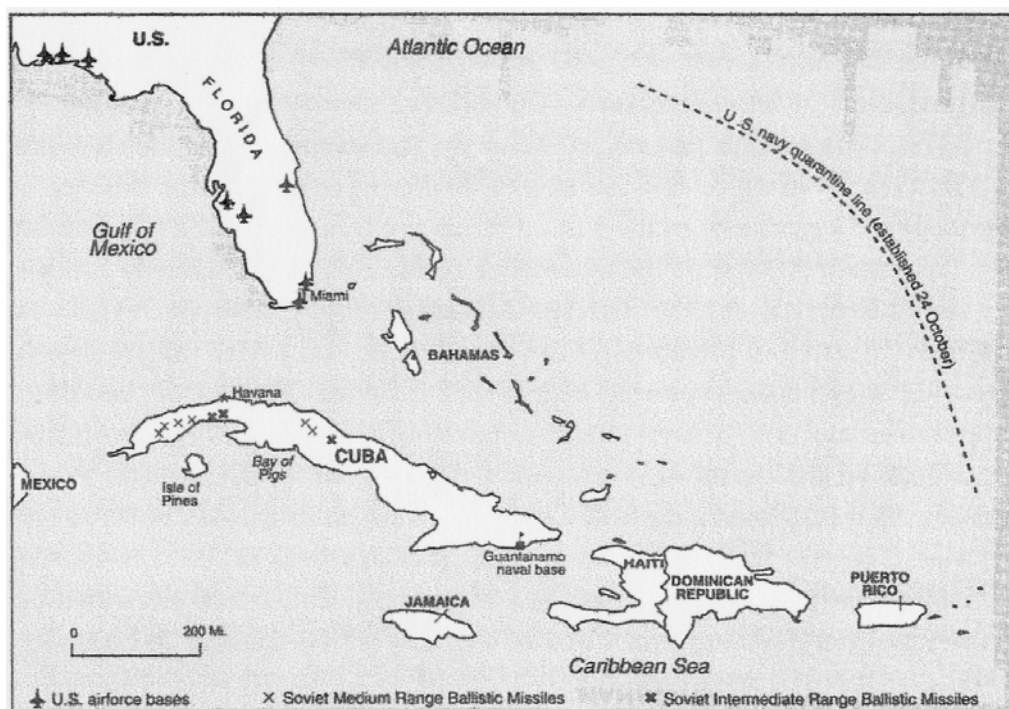 U.S.
Atlantic Ocean
FLORIDA
U.S. navy quarantine line (established 24 October)
Gulf of
Mexico
Miami
BAHAMAS
Havana
CUBA
Bay of
Pigs
MEXICO
Isle of
Pines
Guantahamo
naval base
HAITI
DOMINICAN
REPUBLIC
PUERTO
RICO
JAMAICA
0 200 Mi.
Caribbean Sea
U.S. airforce bases
Soviet Medium Range Ballistic Missiles
Soviet Intermediate Range Ballistic Missiles